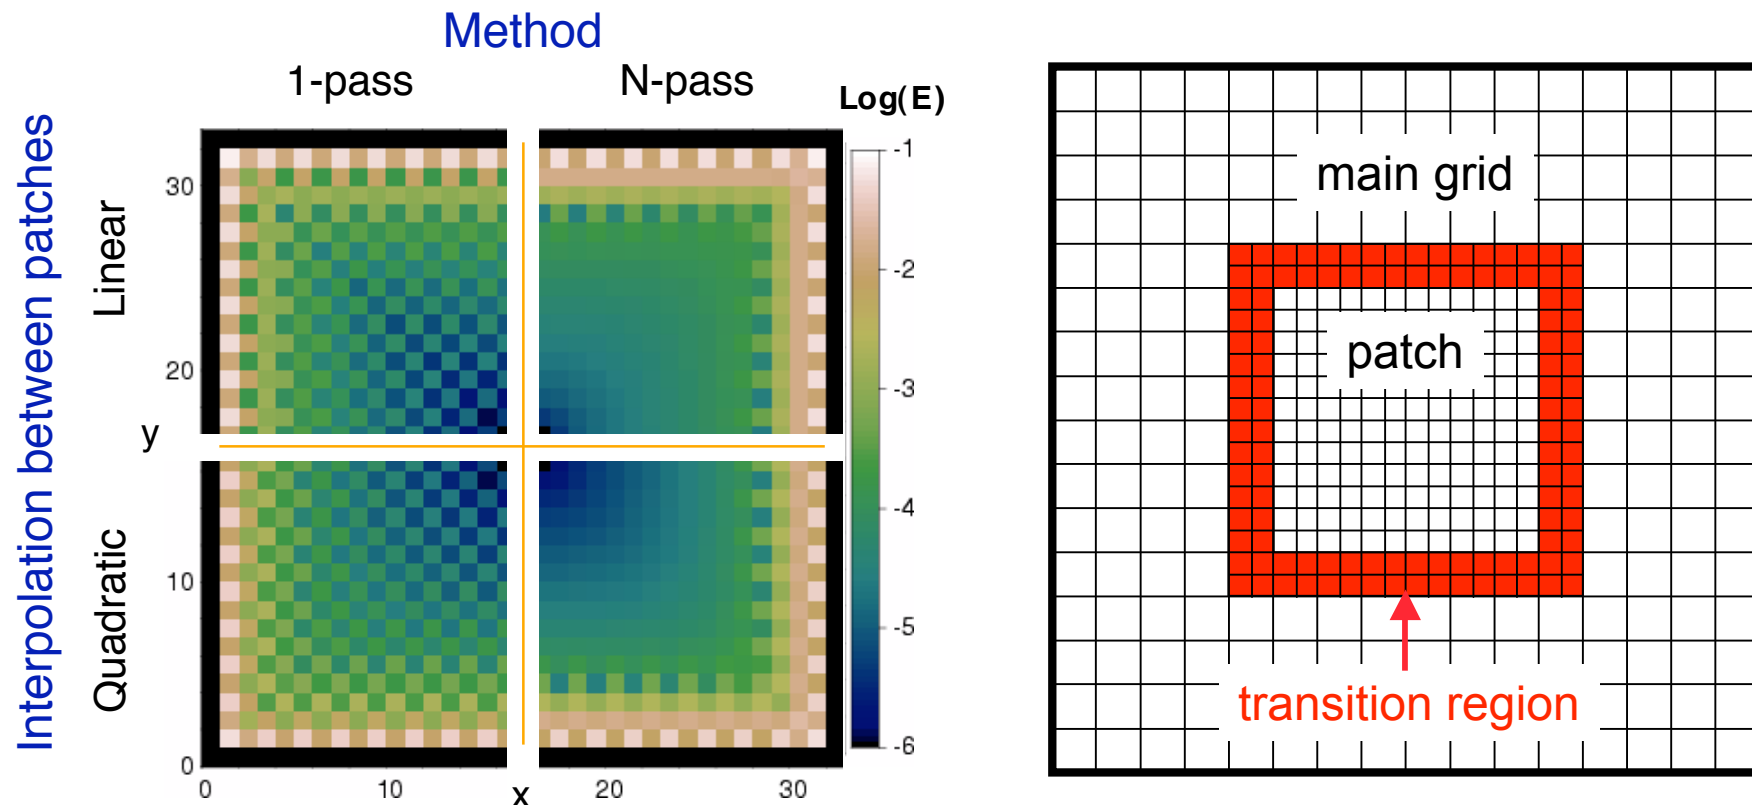 Method
1-pass
N-pass
Log(E)
Interpolation between patches
Linear
Quadratic
30
20
y
10
0
0
10
x
20
30
-1
-2
-3
-4
-5
-6
main grid
patch
transition region